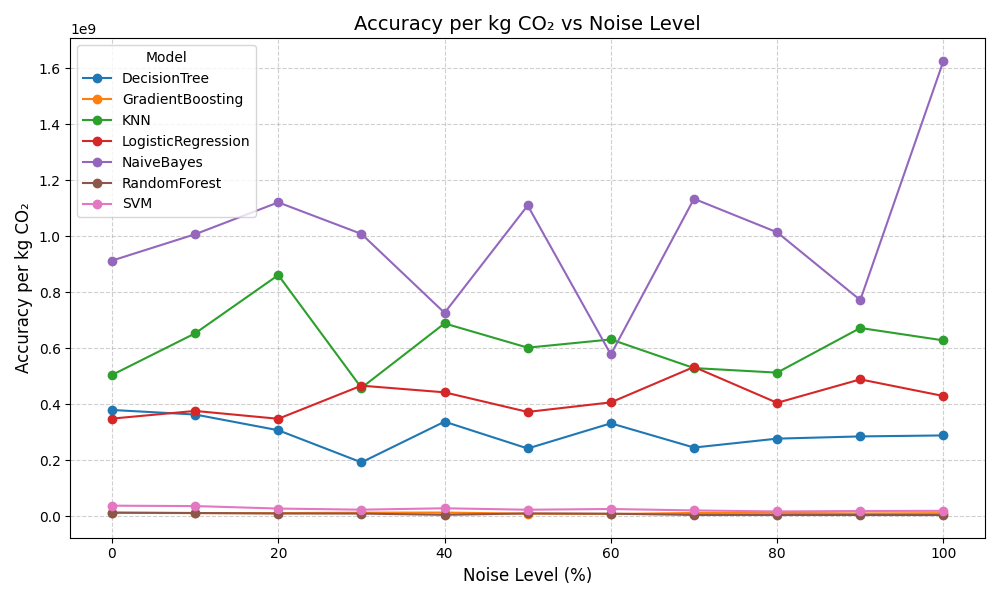 Accuracy per kg CO₂ vs Noise Level
1e9
Model
DecisionTree
GradientBoosting
KNN
LogisticRegression
NaiveBayes
RandomForest
SVM
Accuracy per kg CO₂
1.6
1.4
1.2
1.0
0.8
0.6
0.4
0.2
0.0
0 20 40 60 80 100
Noise Level (%)